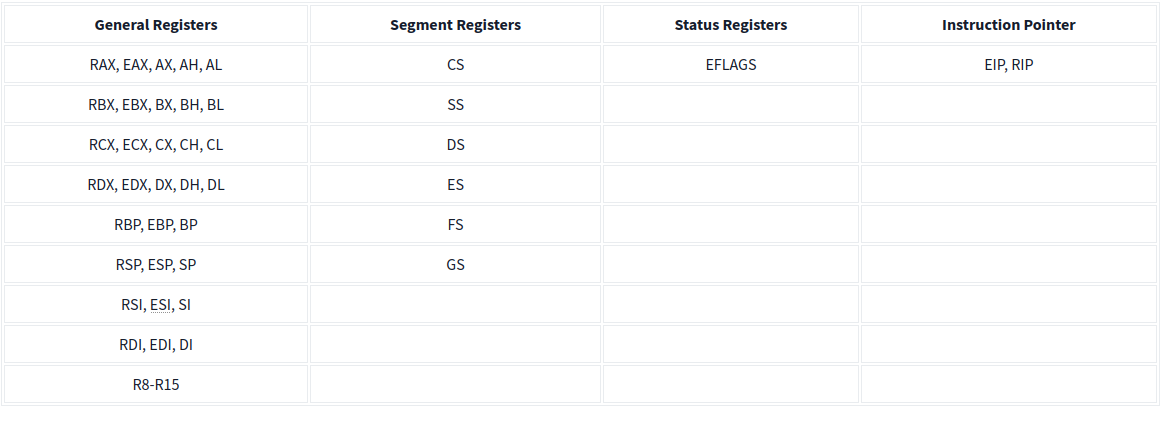 General Registers Segment Registers Status Registers Instruction Pointer
RAX, EAX, AX, AH, AL CS EFLAGS EIP, RIP
RBX, EBX, BX, BH, BL SS
RCX, ECX, CX, CH, CL DS
RDX, EDX, DX, DH, DL ES
RBP, EBP, BP FS
RSP, ESP, SP GS
RSI, ESI, SI
RDI, EDI, DI
R8-R15